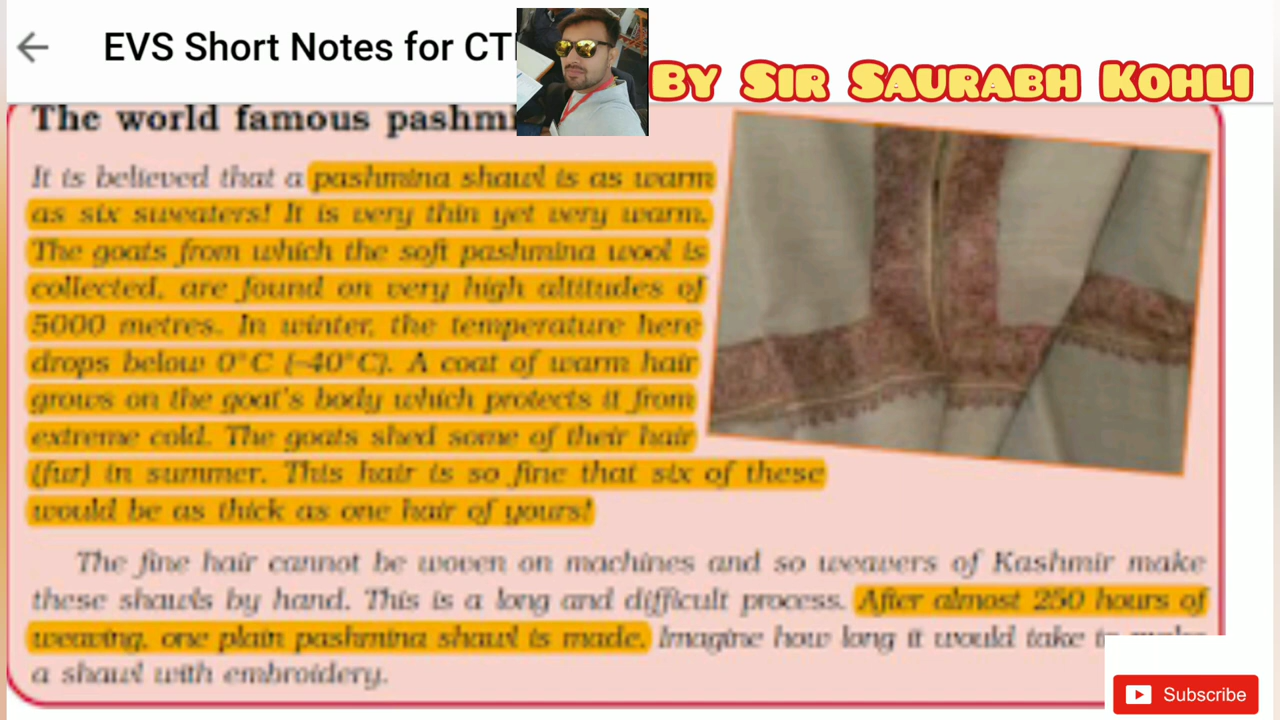 EVS Short Notes for CT
BY SIR SAURABH KOHLI
The world famous pashmi
It is believed that a pashmina shawl is as warm
as six sweaters! It is very thin yet very warm.
The goats from which the soft pashmina wool is
collected, are found on very high altitudes of
5000 metres. In winter, the temperature here
drops below 0°C (–40°C). A coat of warm hair
grows on the goat's body which protects it from
extreme cold. The goats shed some of their hair
(fur) in summer. This hair is so fine that six of these
would be as thick as one hair of yours!
The fine hair cannot be woven on machines and so weavers of Kashmir make
these shawls by hand. This is a long and difficult process. After almost 250 hours of
weaving, one plain pashmina shawl is made. Imagine how long it would take
a shawl with embroidery.
Subscribe